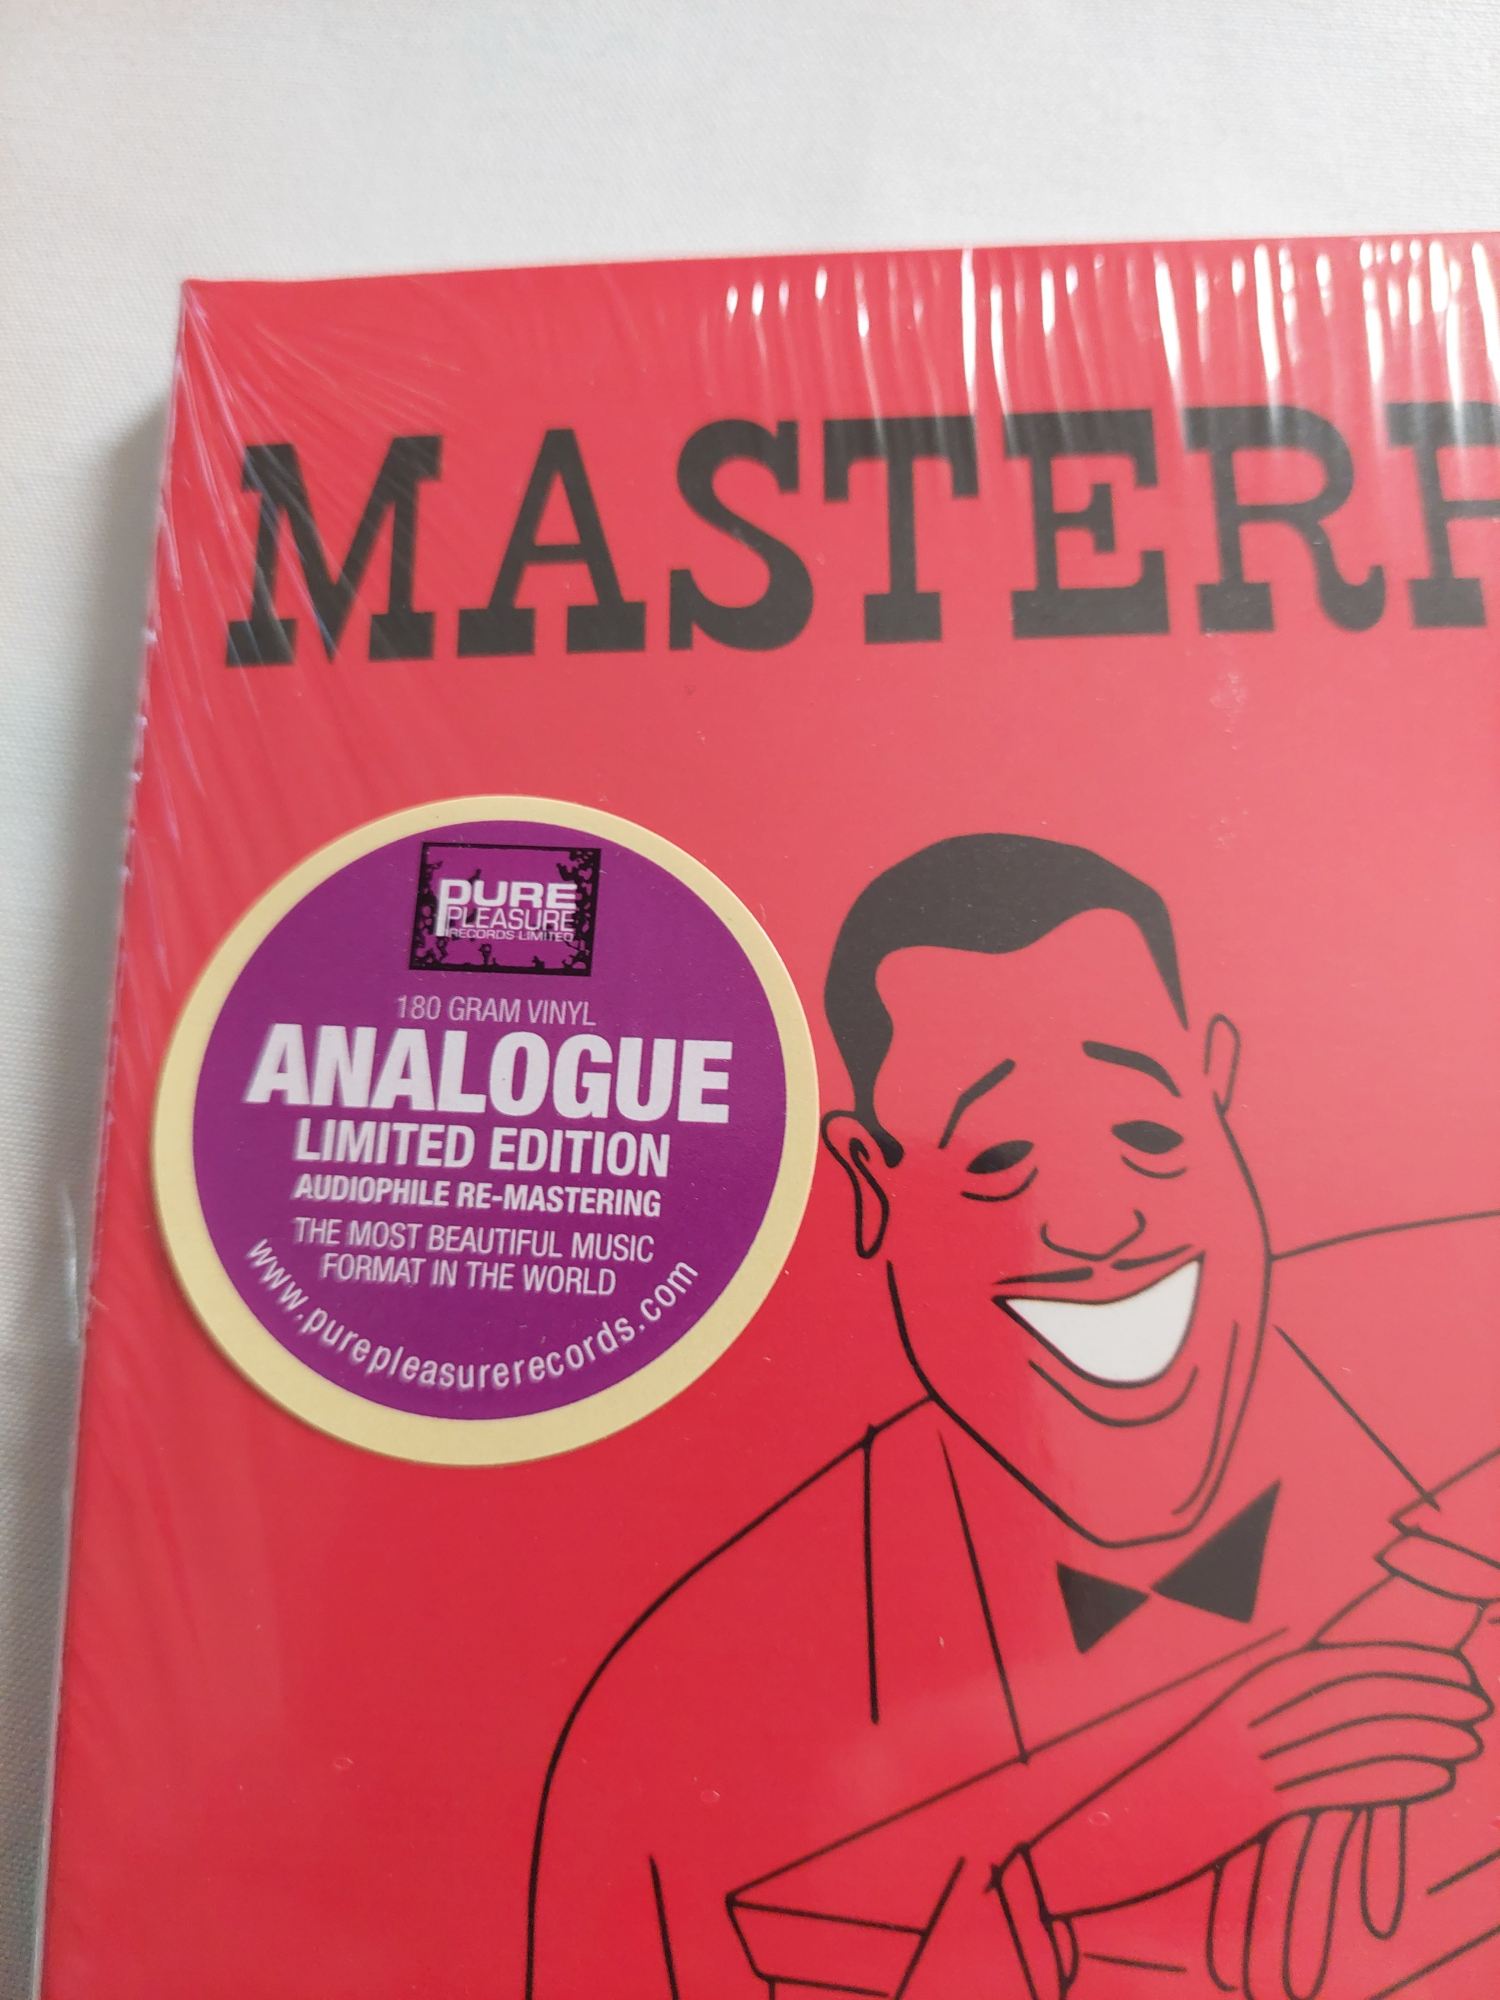 MASTERP
PURE
PLEASURE
RECORDS LIMITED
180 GRAM VINYL
ANALOGUE
LIMITED EDITION
AUDIOPHILE RE-MASTERING
THE MOST BEAUTIFUL MUSIC
FORMAT IN THE WORLD
www.purepleasurerecords.com